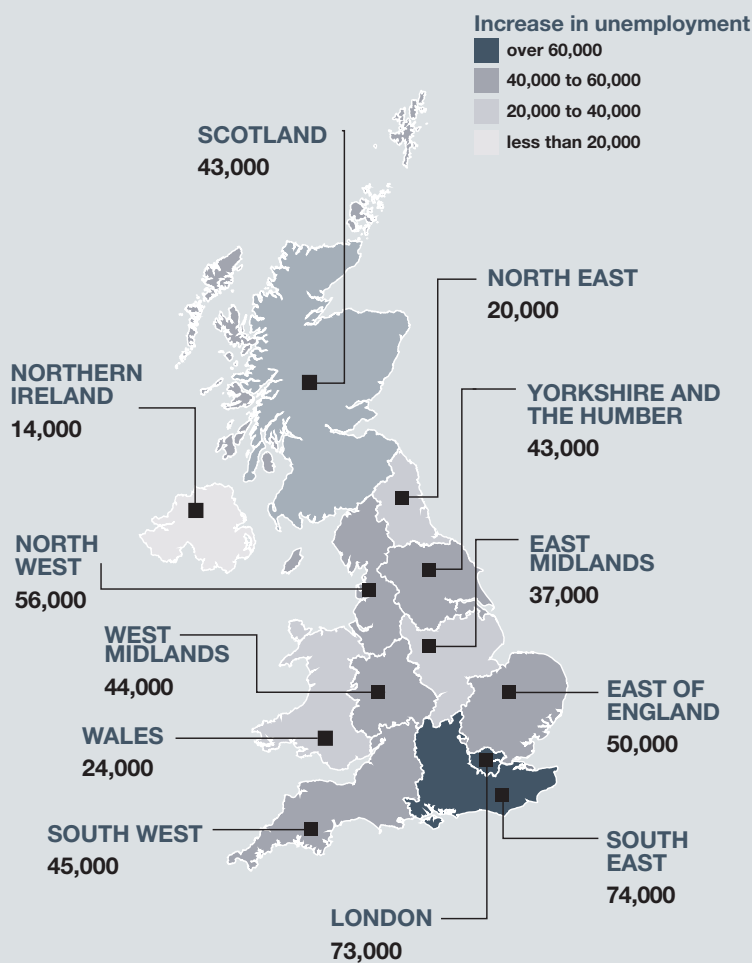 Increase in unemployment
over 60,000
40,000 to 60,000
20,000 to 40,000
less than 20,000
SCOTLAND
43,000
NORTH EAST
20,000
NORTHERN
IRELAND
14,000
YORKSHIRE AND
THE HUMBER
43,000
NORTH
WEST
56,000
EAST
MIDLANDS
37,000
WEST
MIDLANDS
44,000
EAST OF
ENGLAND
50,000
WALES
24,000
SOUTH WEST
45,000
SOUTH
EAST
74,000
LONDON
73,000